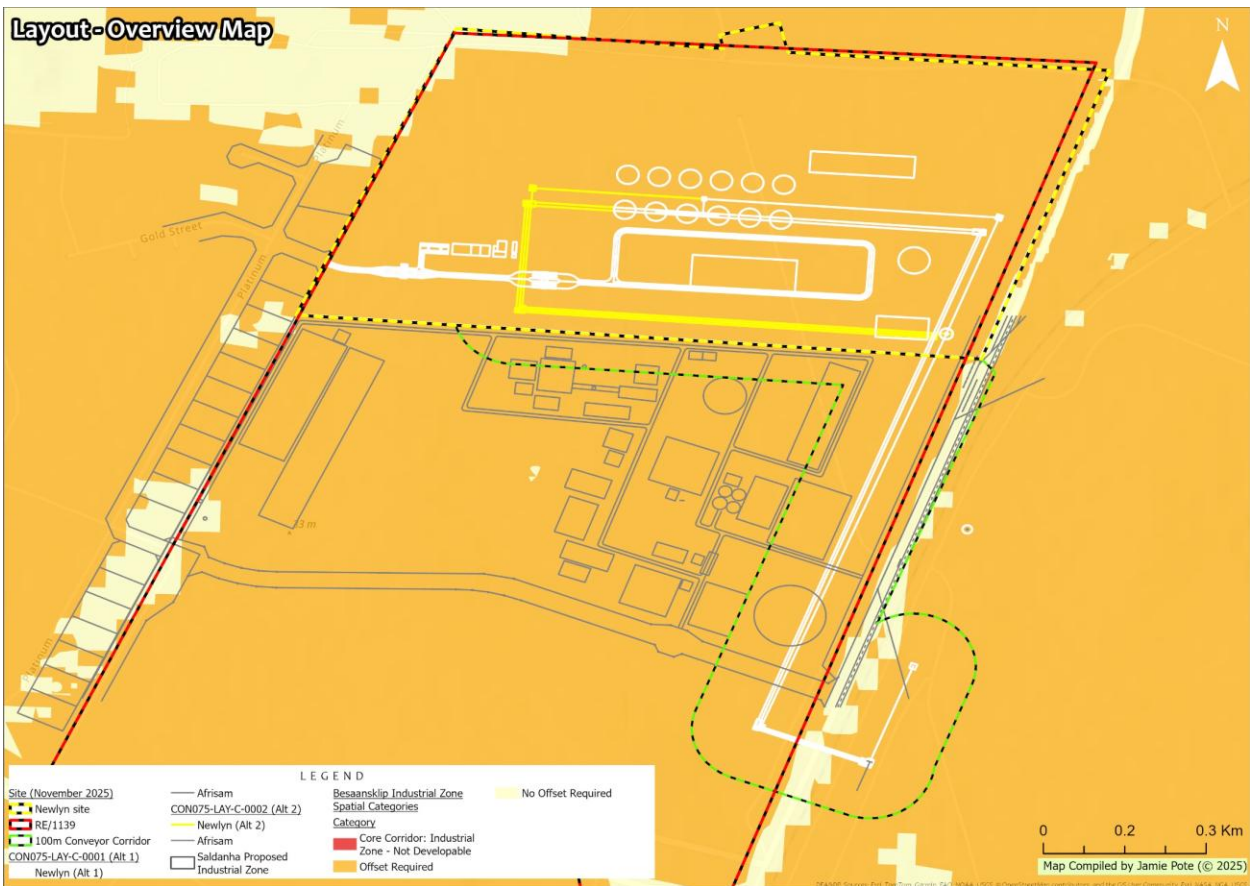 Layout - Overview Map
N
Platinum
Gold Street
Platinum
33 m
Platinum
LEGEND
Site (November 2025)
Newlyn site
RE/1139
100m Conveyor Corridor
CON075-LAY-C-0001 (Alt 1)
Newlyn (Alt 1)
Afrisam
CON075-LAY-C-0002 (Alt 2)
Newlyn (Alt 2)
Afrisam
Saldanha Proposed
Industrial Zone
Besaansklip Industrial Zone
Spatial Categories
Category
Core Corridor: Industrial
Zone - Not Developable
Offset Required
No Offset Required
0 0.2 0.3 Km
Map Compiled by Jamie Pote (© 2025)